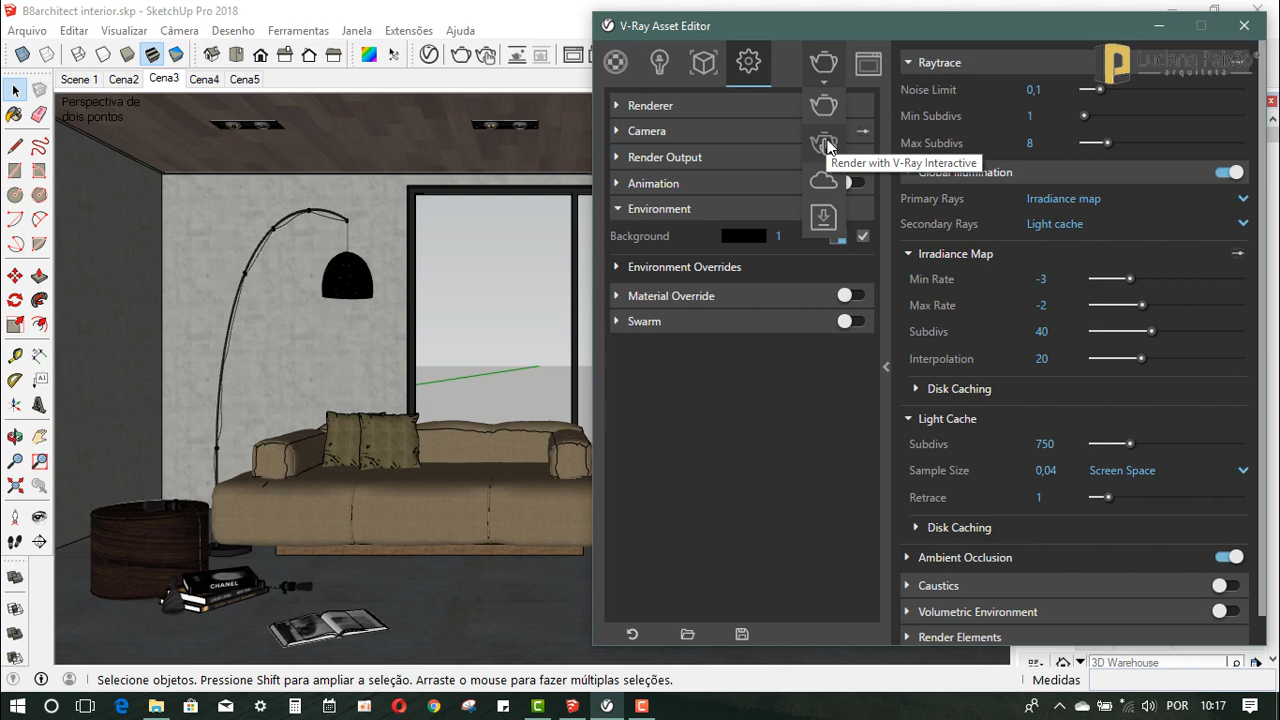 B8architect interior.skp - SketchUp Pro 2018
Arquivo Editar Visualizar Câmera Desenho Ferramentas Janela Extensões Ajuda
Scene 1 Cena2 Cena3 Cena4 Cena5
Perspectiva de
dois pontos
CHANEL
V-Ray Asset Editor
Renderer
Camera
Render Output
Animation
Environment
Background 1
Environment Overrides
Material Override
Swarm
Render with V-Ray Interactive
Raytrace
arquiteta
Noise Limit 0,1
Min Subdivs 1
Max Subdivs 8
Global Illumination
Primary Rays Irradiance map
Secondary Rays Light cache
Irradiance Map
Min Rate -3
Max Rate -2
Subdivs 40
Interpolation 20
Disk Caching
Light Cache
Subdivs 750
Sample Size 0,04 Screen Space
Retrace 1
Disk Caching
Ambient Occlusion
Caustics
Volumetric Environment
Render Elements
3D Warehouse
Selecione objetos. Pressione Shift para ampliar a seleção. Arraste o mouse para fazer múltiplas seleções.
Medidas
POR 10:17